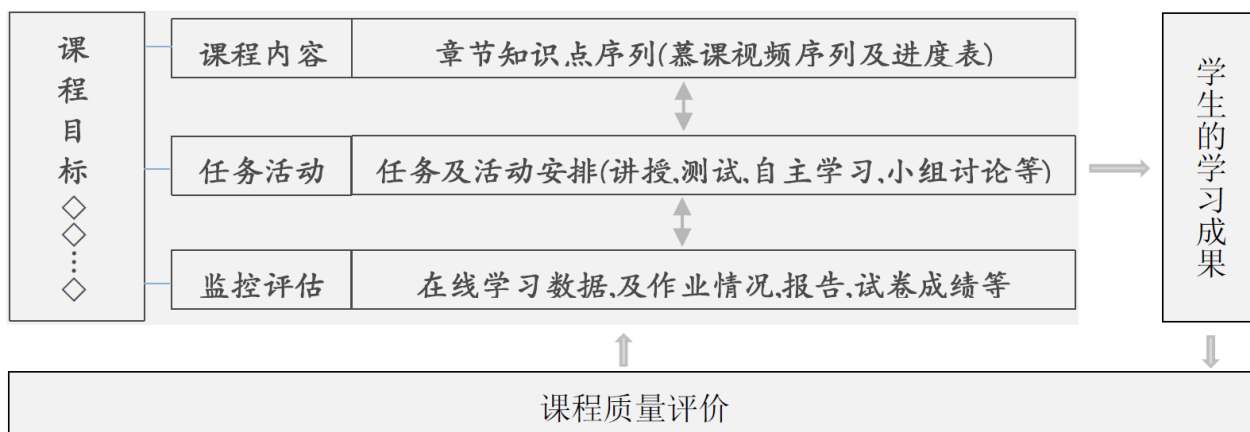 课程目标◇◇…◇
课程内容
章节知识点序列(慕课视频序列及进度表)
任务活动
任务及活动安排(讲授,测试,自主学习,小组讨论等)
监控评估
在线学习数据,及作业情况,报告,试卷成绩等
学生的学习成果
课程质量评价